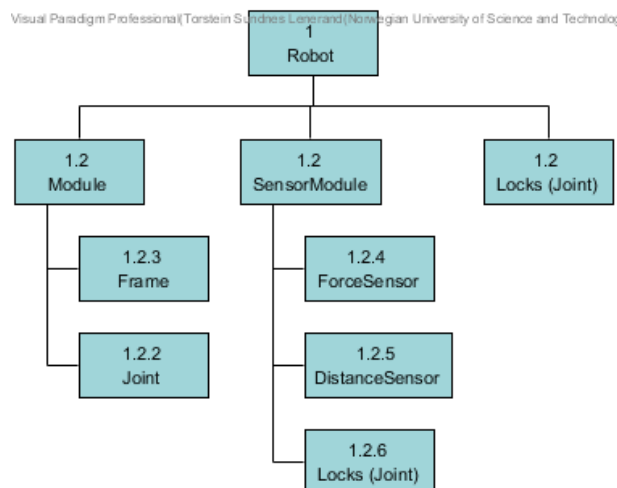 Visual Paradigm Professional(Torstein Sundnes Lenerand(Norwegian University of Science and Technolog
1
Robot
1.2
Module
1.2
SensorModule
1.2
Locks (Joint)
1.2.3
Frame
1.2.4
ForceSensor
1.2.2
Joint
1.2.5
DistanceSensor
1.2.6
Locks (Joint)